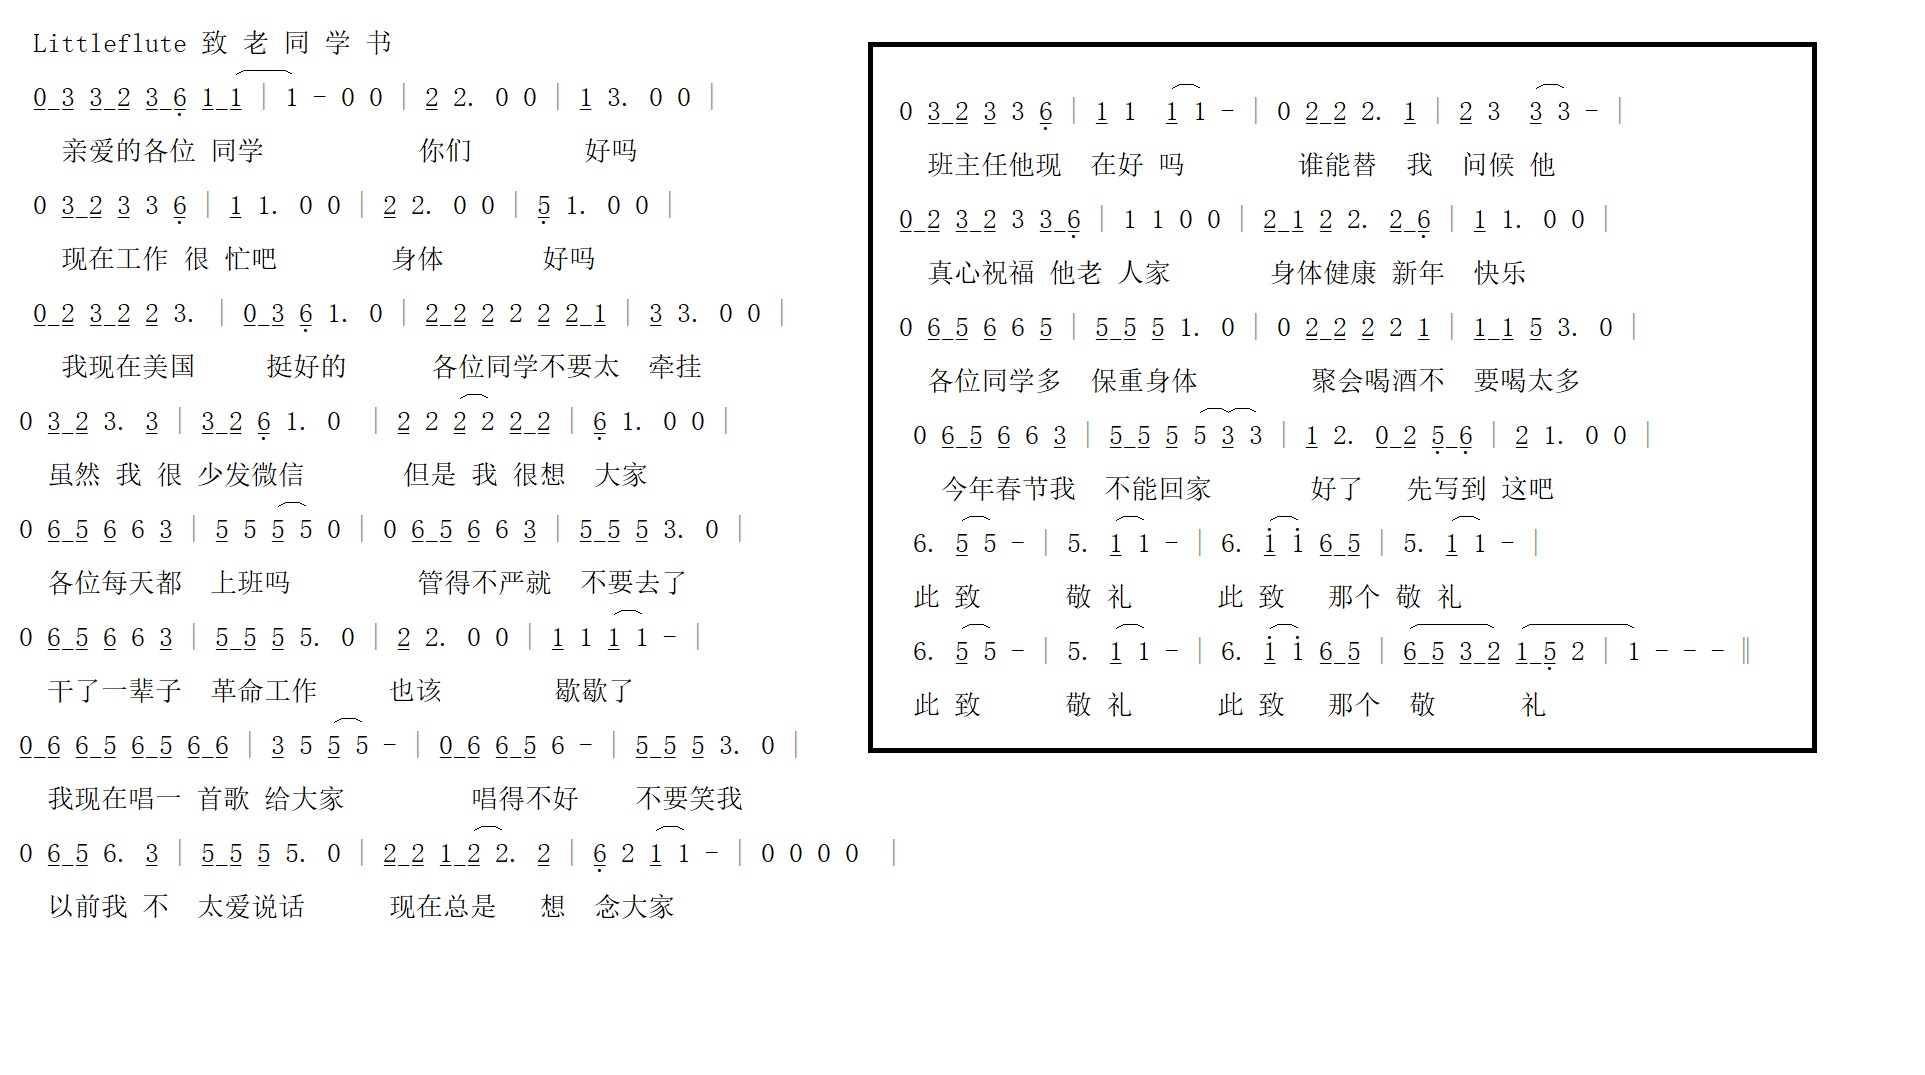 Littleflute 致 老 同 学 书
0 3 3 2 3 6 1 1 | 1 - 0 0 | 2 2. 0 0 | 1 3. 0 0 |
亲爱的各位 同学 你们 好吗
0 3 2 3 3 6 | 1 1. 0 0 | 2 2. 0 0 | 5 1. 0 0 |
现在工作 很 忙吧 身体 好吗
0 2 3 2 2 3. | 0 3 6 1. 0 | 2 2 2 2 2 2 1 | 3 3. 0 0 |
我现在美国 挺好的 各位同学不要太 牵挂
0 3 2 3. 3 | 3 2 6 1. 0 | 2 2 2 2 2 2 | 6 1. 0 0 |
虽然 我 很 少发微信 但是 我 很想 大家
0 6 5 6 6 3 | 5 5 5 5 0 | 0 6 5 6 6 3 | 5 5 5 3. 0 |
各位每天都 上班吗 管得不严就 不要去了
0 6 5 6 6 3 | 5 5 5 5. 0 | 2 2. 0 0 | 1 1 1 1 - |
干了一辈子 革命工作 也该 歇歇了
0 6 6 5 6 5 6 6 | 3 5 5 5 - | 0 6 6 5 6 - | 5 5 5 3. 0 |
我现在唱一 首歌 给大家 唱得不好 不要笑我
0 6 5 6. 3 | 5 5 5 5. 0 | 2 2 1 2 2. 2 | 6 2 1 1 - | 0 0 0 0 |
以前我 不 太爱说话 现在总是 想 念大家
0 3 2 3 3 6 | 1 1 1 1 - | 0 2 2 2. 1 | 2 3 3 3 - |
班主任他现 在好 吗 谁能替 我 问候 他
0 2 3 2 3 3 6 | 1 1 0 0 | 2 1 2 2. 2 6 | 1 1. 0 0 |
真心祝福 他老 人家 身体健康 新年 快乐
0 6 5 6 6 5 | 5 5 5 1. 0 | 0 2 2 2 2 1 | 1 1 5 3. 0 |
各位同学多 保重身体 聚会喝酒不 要喝太多
0 6 5 6 6 3 | 5 5 5 5 3 3 | 1 2. 0 2 5 6 | 2 1. 0 0 |
今年春节我 不能回家 好了 先写到 这吧
6. 5 5 - | 5. 1 1 - | 6. 1 1 6 5 | 5. 1 1 - |
此 致 敬 礼 此 致 那个 敬 礼
6. 5 5 - | 5. 1 1 - | 6. 1 1 6 5 | 6 5 3 2 1 5 2 | 1 - - - ‖
此 致 敬 礼 此 致 那个 敬 礼